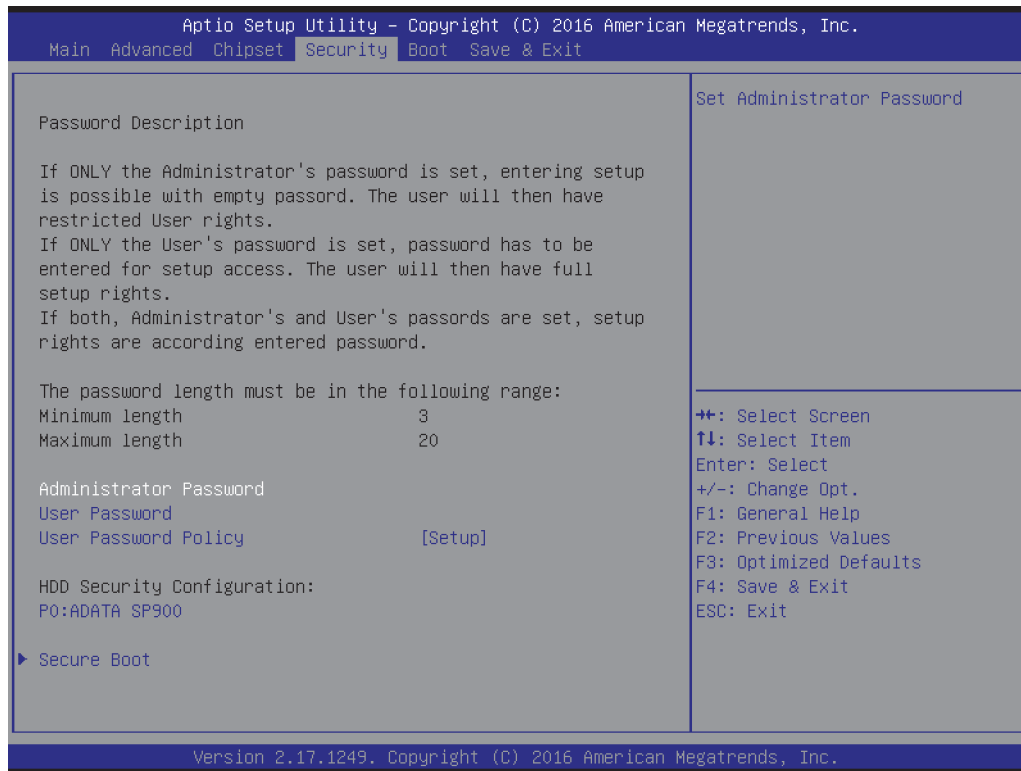 Aptio Setup Utility – Copyright (C) 2016 American Megatrends, Inc.
Main Advanced Chipset Security Boot Save & Exit
Password Description
If ONLY the Administrator's password is set, entering setup
is possible with empty passord. The user will then have
restricted User rights.
If ONLY the User's password is set, password has to be
entered for setup access. The user will then have full
setup rights.
If both, Administrator's and User's passords are set, setup
rights are according entered password.
The password length must be in the following range:
Minimum length 3
Maximum length 20
Administrator Password
User Password
User Password Policy [Setup]
HDD Security Configuration:
P0:ADATA SP900
Secure Boot
Set Administrator Password
→←: Select Screen
↑↓: Select Item
Enter: Select
+/-: Change Opt.
F1: General Help
F2: Previous Values
F3: Optimized Defaults
F4: Save & Exit
ESC: Exit
Version 2.17.1249. Copyright (C) 2016 American Megatrends, Inc.